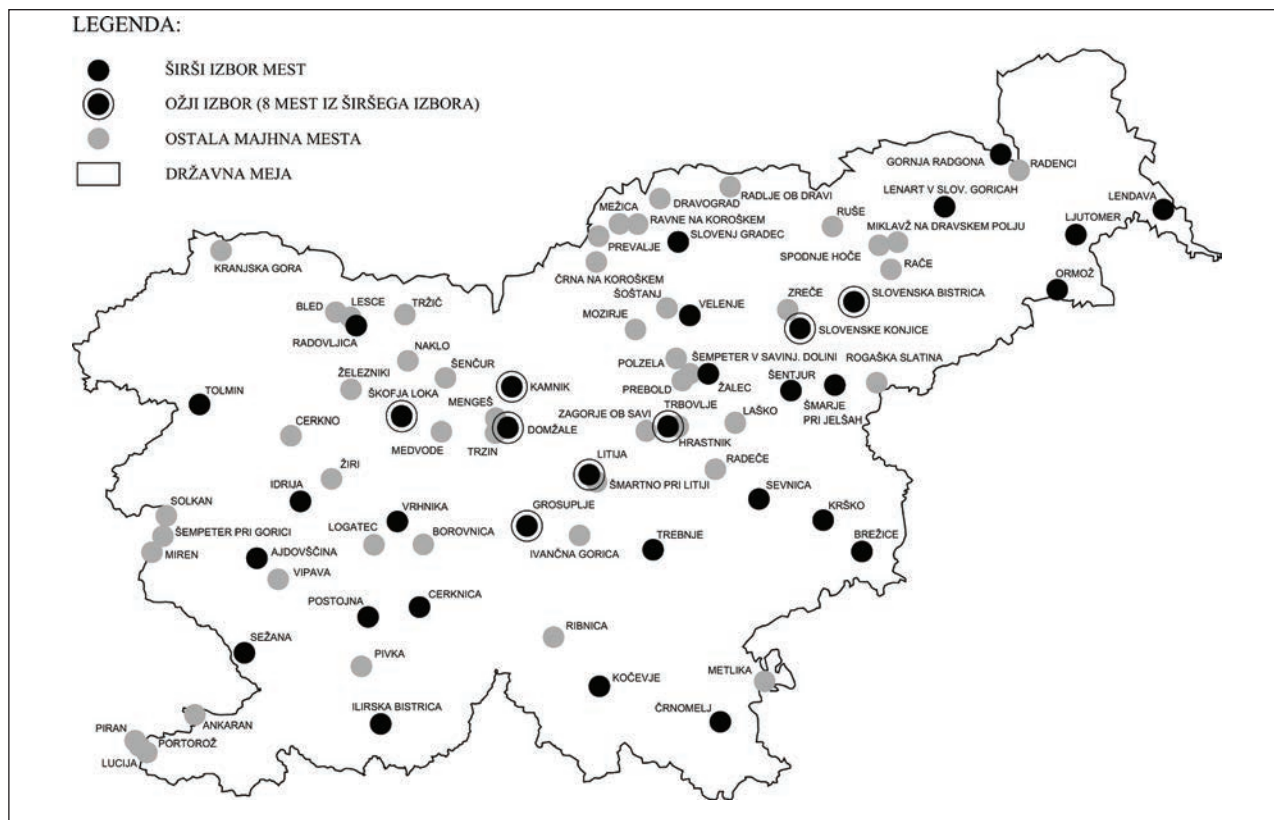 LEGENDA:
ŠIRŠI IZBOR MEST
OŽJI IZBOR (8 MEST IZ ŠIRŠEGA IZBORA)
OSTALA MAJHNA MESTA
DRŽAVNA MEJA
GORNJA RADGONA
RADENCI
LENART V SLOV. GORICAH
LENDAVA
LJUTOMER
ORMOŽ
RADLJE OB DRAVI
DRAVOGRAD
MEŽICA
RAVNE NA KOROŠKEM
SLOVENJ GRADEC
PREVALJE
ČRNA NA KOROŠKEM
RUŠE
MIKLAVŽ NA DRAVSKEM POLJU
SPODNJE HOČE
RAČE
KRANJSKA GORA
BLED
LESCE
TRŽIČ
RADOVLJICA
ŠOŠTANJ
VELENJE
MOZIRJE
ZREČE
SLOVENSKA BISTRICA
SLOVENSKE KONJICE
NAKLO
ŠENČUR
ŽELEZNIKI
ŠKOFJA LOKA
KAMNIK
MENGEŠ
DOMŽALE
MEDVODE
TRZIN
POLZELA
ŠEMPETER V SAVINJ. DOLINI
ROGAŠKA SLATINA
PREBOLD
ŽALEC
ŠENTJUR
ŠMARJE
PRI JELŠAH
TOLMIN
CERKNO
ZAGORJE OB SAVI
TRBOVLJE
HRASTNIK
LAŠKO
RADEČE
LITIJA
ŠMARTNO PRI LITIJI
ŽIRI
IDRIJA
SEVNICA
KRŠKO
BREŽICE
SOLKAN
ŠEMPETER PRI GORICI
MIREN
VRHNIKA
LOGATEC
BOROVNICA
GROSUPLJE
IVANČNA GORICA
TREBNJE
AJDOVŠČINA
VIPAVA
POSTOJNA
CERKNICA
SEŽANA
PIVKA
RIBNICA
KOČEVJE
METLIKA
ČRNOMELJ
ILIRSKA BISTRICA
ANKARAN
PIRAN
PORTOROŽ
LUCIJA